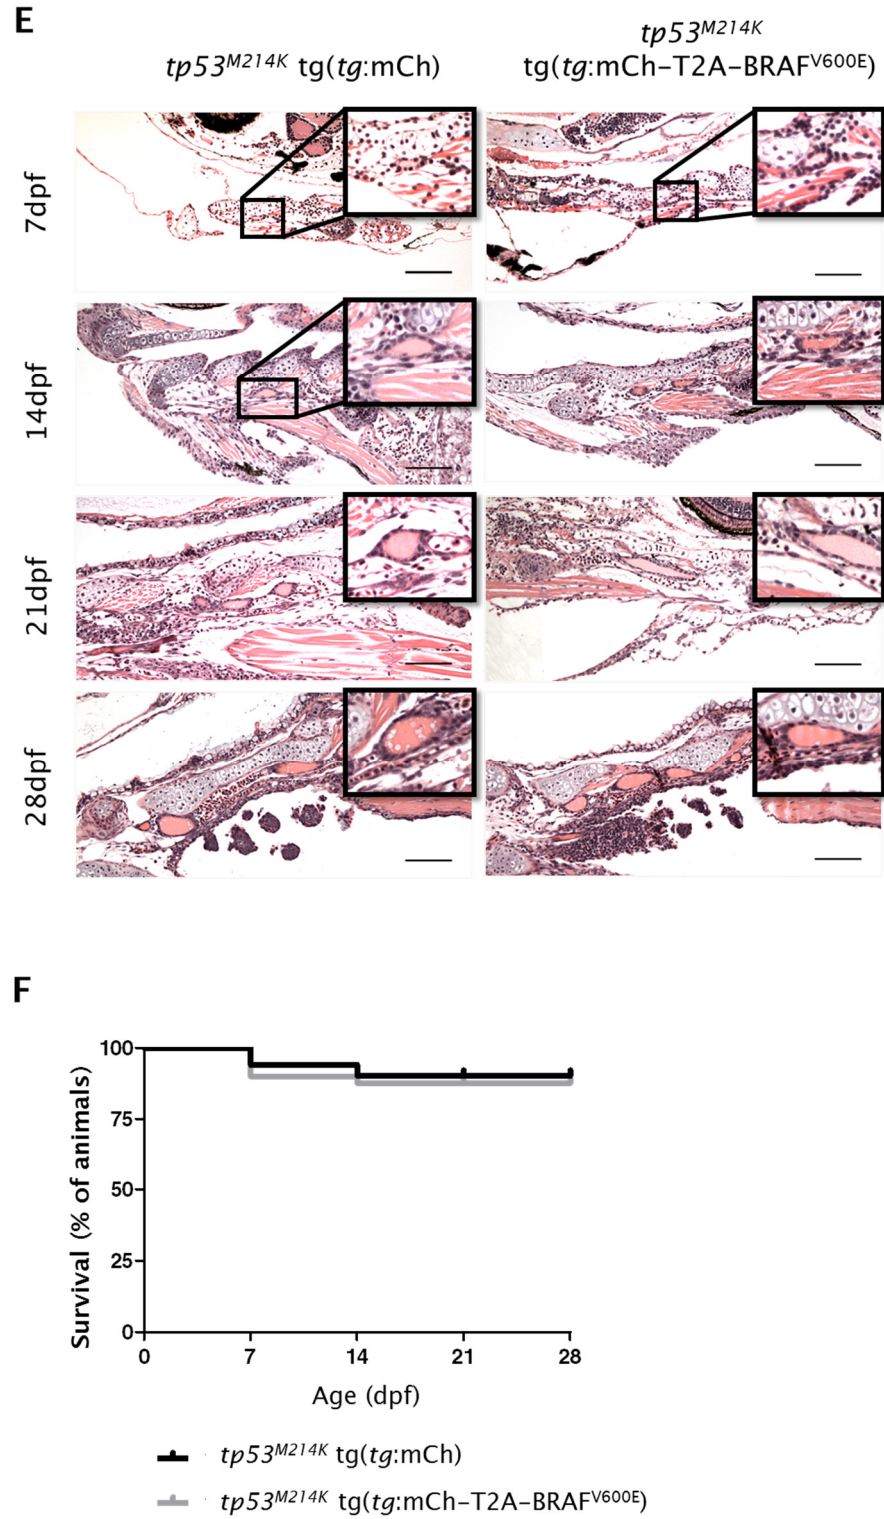 E
tp53M214K tg(tg:mCh)
tp53M214K
tg(tg:mCh–T2A–BRAFV600E)
7dpf
14dpf
21dpf
28dpf
F
100
75
50
25
0
Survival (% of animals)
0 7 14 21 28
Age (dpf)
tp53M214K tg(tg:mCh)
tp53M214K tg(tg:mCh–T2A–BRAFV600E)